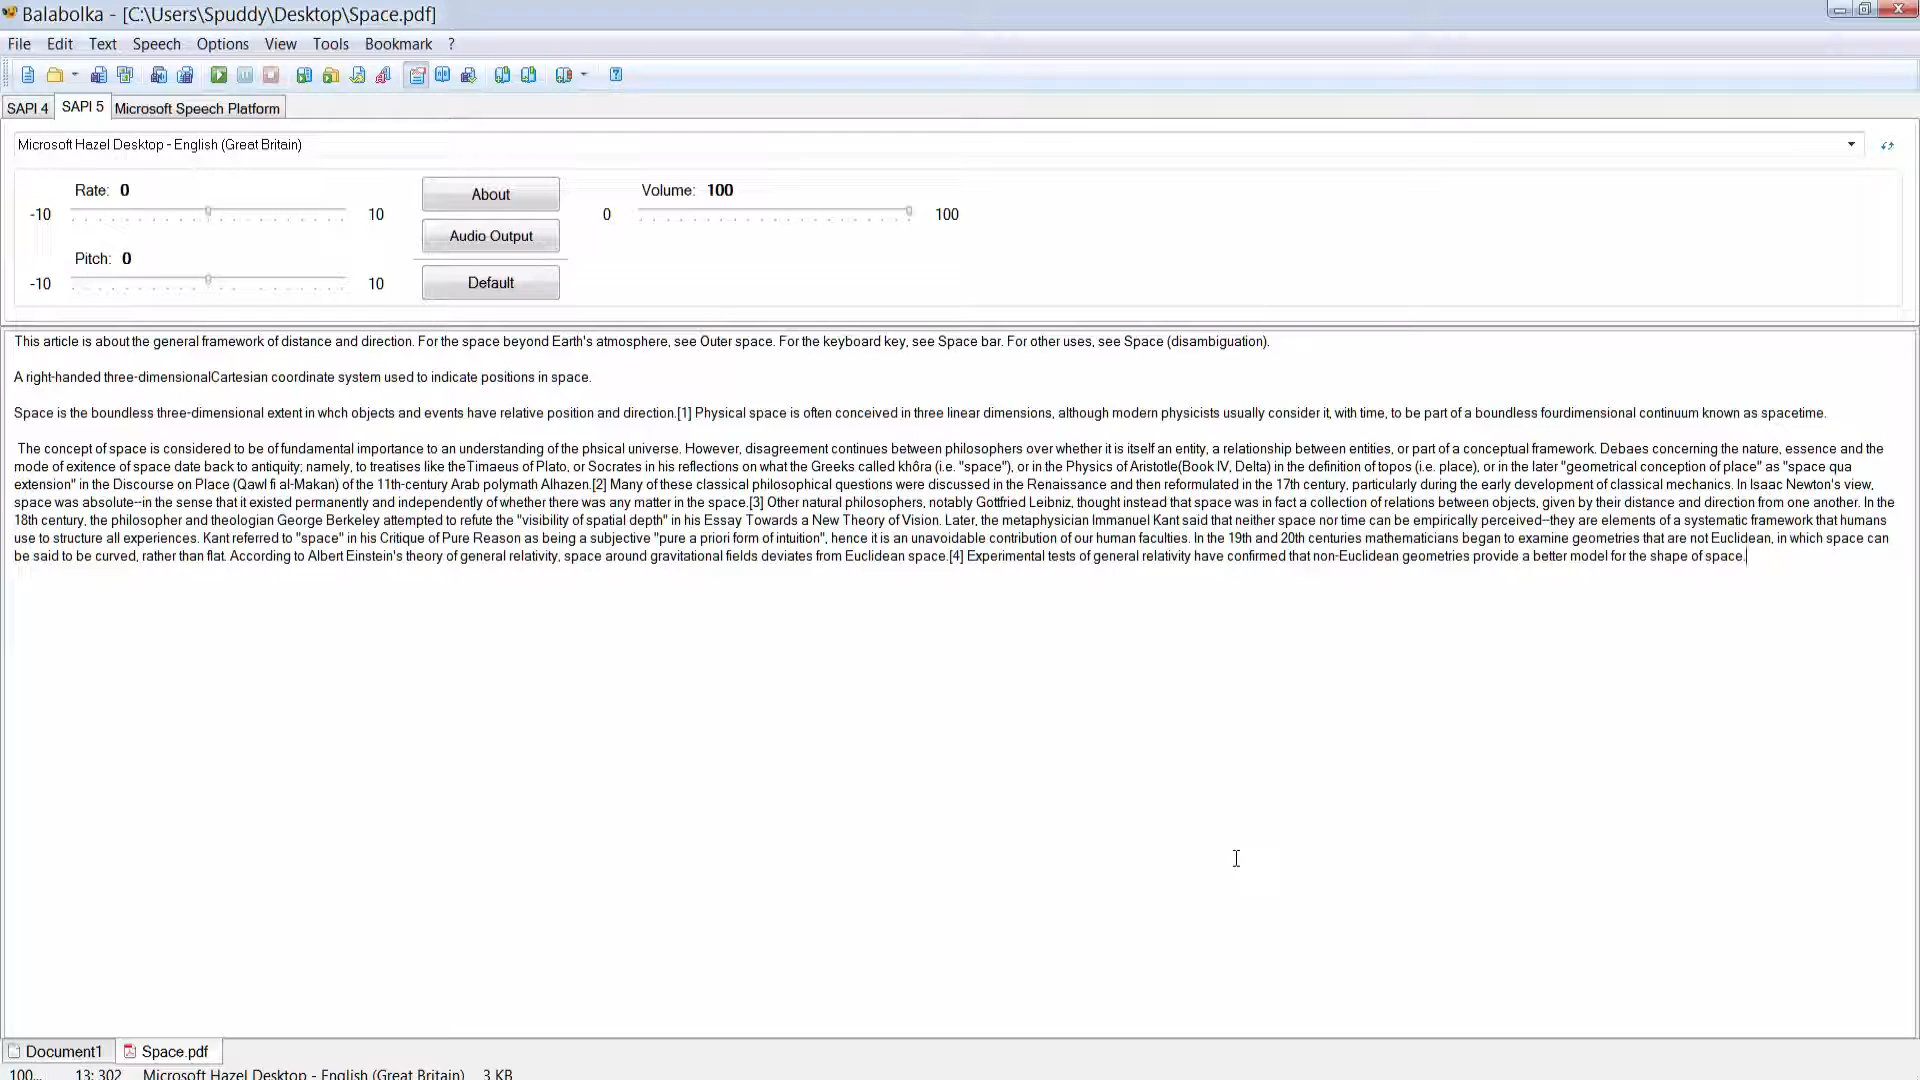 Balabolka - [C:\Users\Spuddy\Desktop\Space.pdf]
File Edit Text Speech Options View Tools Bookmark ?
SAPI 4 SAPI 5 Microsoft Speech Platform
Microsoft Hazel Desktop - English (Great Britain)
Rate: 0 About Volume: 100
-10 10 0 100
Audio Output
Pitch: 0
-10 10 Default
This article is about the general framework of distance and direction. For the space beyond Earth's atmosphere, see Outer space. For the keyboard key, see Space bar. For other uses, see Space (disambiguation).
A right-handed three-dimensionalCartesian coordinate system used to indicate positions in space.
Space is the boundless three-dimensional extent in whch objects and events have relative position and direction.[1] Physical space is often conceived in three linear dimensions, although modern physicists usually consider it, with time, to be part of a boundless fourdimensional continuum known as spacetime.
The concept of space is considered to be of fundamental importance to an understanding of the phsical universe. However, disagreement continues between philosophers over whether it is itself an entity, a relationship between entities, or part of a conceptual framework. Debaes concerning the nature, essence and the
mode of exitence of space date back to antiquity; namely, to treatises like theTimaeus of Plato, or Socrates in his reflections on what the Greeks called khôra (i.e. "space"), or in the Physics of Aristotle(Book IV, Delta) in the definition of topos (i.e. place), or in the later "geometrical conception of place" as "space qua
extension" in the Discourse on Place (Qawl fi al-Makan) of the 11th-century Arab polymath Alhazen.[2] Many of these classical philosophical questions were discussed in the Renaissance and then reformulated in the 17th century, particularly during the early development of classical mechanics. In Isaac Newton's view,
space was absolute--in the sense that it existed permanently and independently of whether there was any matter in the space.[3] Other natural philosophers, notably Gottfried Leibniz, thought instead that space was in fact a collection of relations between objects, given by their distance and direction from one another. In the
18th century, the philosopher and theologian George Berkeley attempted to refute the "visibility of spatial depth" in his Essay Towards a New Theory of Vision. Later, the metaphysician Immanuel Kant said that neither space nor time can be empirically perceived--they are elements of a systematic framework that humans
use to structure all experiences. Kant referred to "space" in his Critique of Pure Reason as being a subjective "pure a priori form of intuition", hence it is an unavoidable contribution of our human faculties. In the 19th and 20th centuries mathematicians began to examine geometries that are not Euclidean, in which space can
be said to be curved, rather than flat. According to Albert Einstein's theory of general relativity, space around gravitational fields deviates from Euclidean space.[4] Experimental tests of general relativity have confirmed that non-Euclidean geometries provide a better model for the shape of space.
Document1 Space.pdf
100... 13: 302 Microsoft Hazel Desktop - English (Great Britain) 3 KB